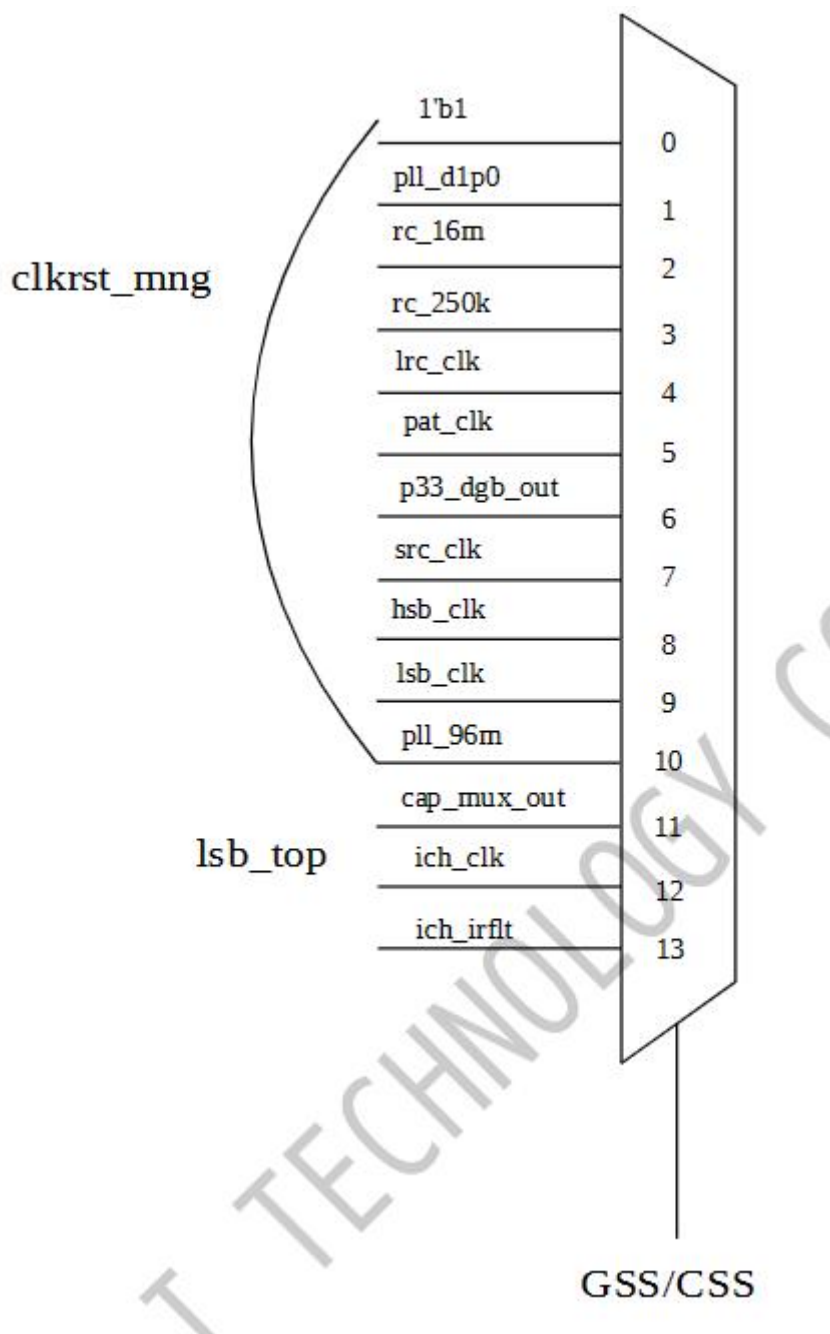 1'b1
0
pll_d1p0
1
rc_16m
2
clkrst_mng
rc_250k
3
lrc_clk
4
pat_clk
5
p33_dgb_out
6
src_clk
7
hsb_clk
8
lsb_clk
9
pll_96m
10
cap_mux_out
11
lsb_top
ich_clk
12
ich_irflt
13
GSS/CSS
TECHNOLOGY